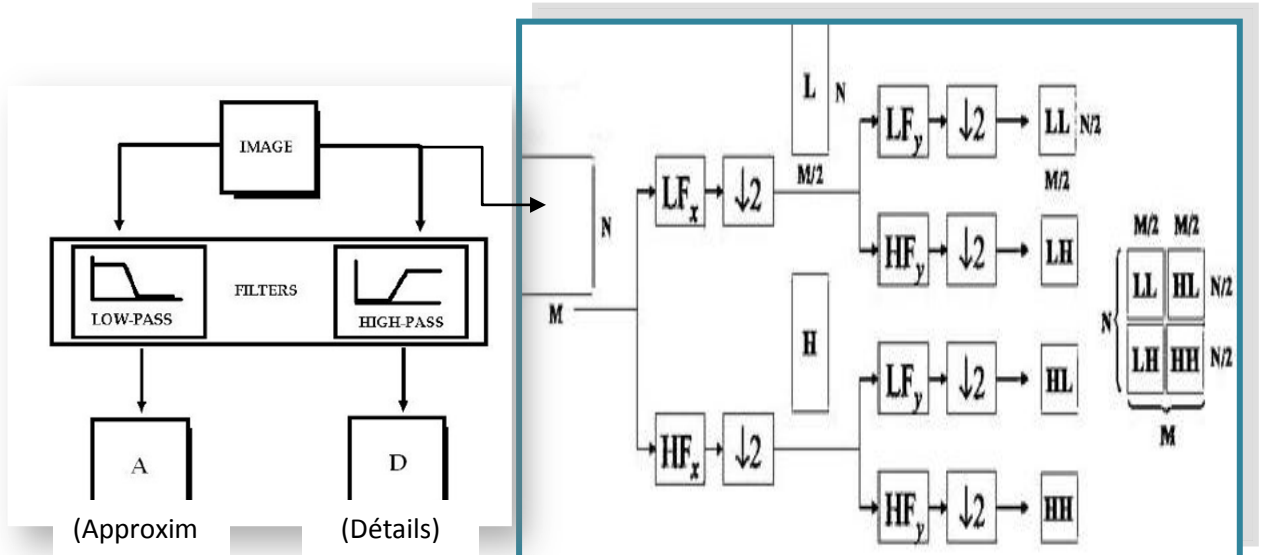 IMAGE
FILTERS
LOW-PASS
HIGH-PASS
A
D
(Approxim
(Détails)
N
M
LFx
↓2
L
N
M/2
LFy
↓2
LL
N/2
M/2
HFy
↓2
LH
H
HFx
↓2
LFy
↓2
HL
HFy
↓2
HH
M/2 M/2
LL HL N/2
N
LH HH N/2
M